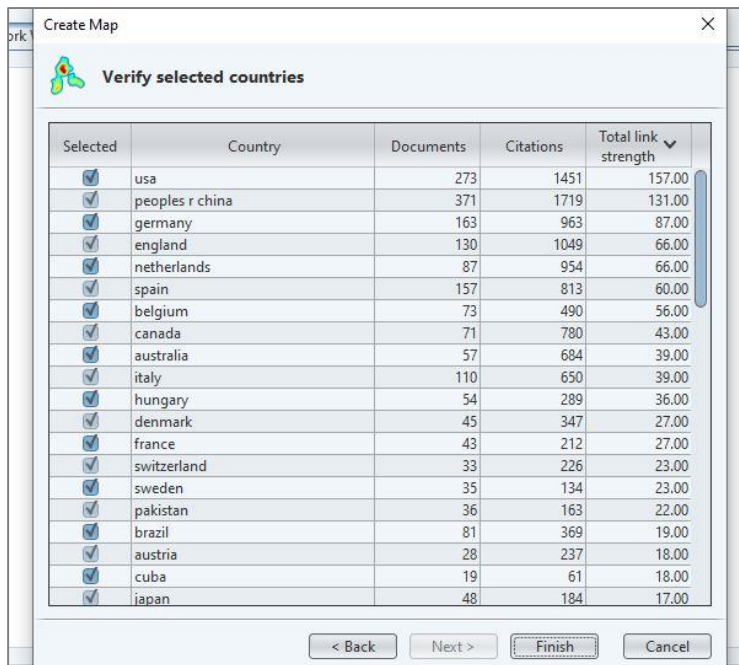 Create Map
ork
Verify selected countries
Selected Country Documents Citations Total link strength
usa 273 1451 157.00
peoples r china 371 1719 131.00
germany 163 963 87.00
england 130 1049 66.00
netherlands 87 954 66.00
spain 157 813 60.00
belgium 73 490 56.00
canada 71 780 43.00
australia 57 684 39.00
italy 110 650 39.00
hungary 54 289 36.00
denmark 45 347 27.00
france 43 212 27.00
switzerland 33 226 23.00
sweden 35 134 23.00
pakistan 36 163 22.00
brazil 81 369 19.00
austria 28 237 18.00
cuba 19 61 18.00
japan 48 184 17.00
< Back Next > Finish Cancel